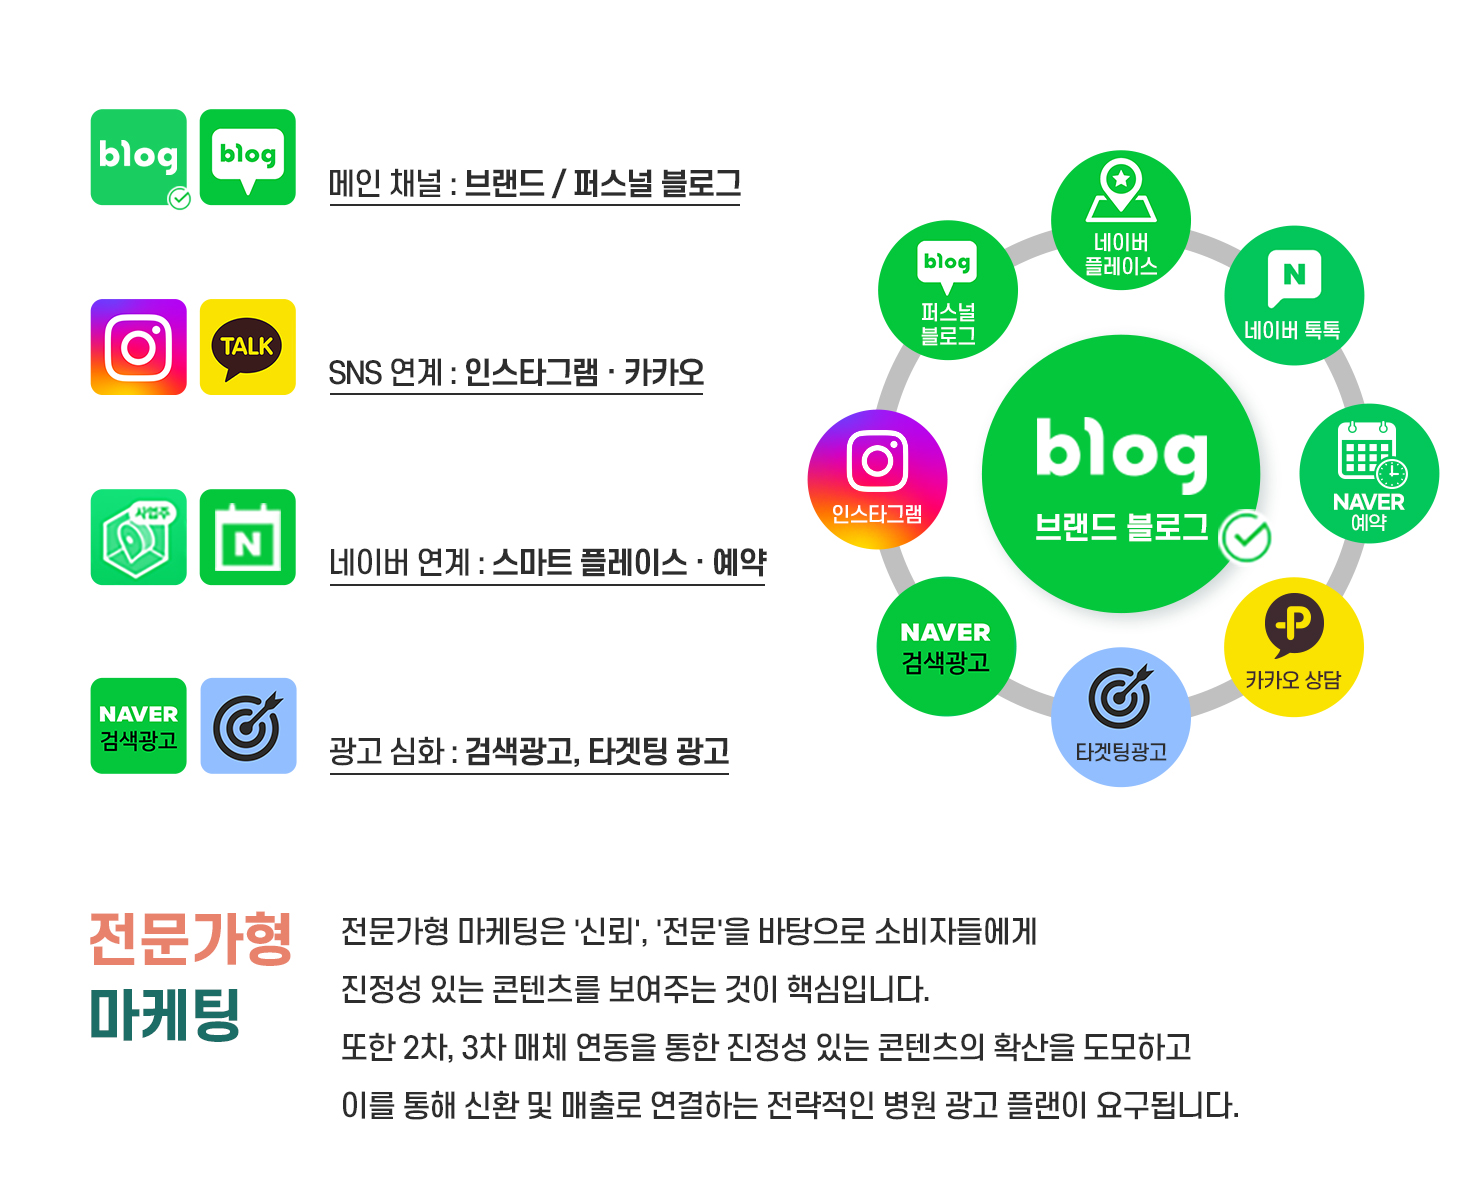 blog
blog
메인 채널 : 브랜드 / 퍼스널 블로그
TALK
SNS 연계 : 인스타그램 · 카카오
사업주
N
네이버 연계 : 스마트 플레이스 · 예약
NAVER
검색광고
광고 심화 : 검색광고, 타겟팅 광고
네이버
플레이스
N
네이버 톡톡
NAVER
예약
P
카카오 상담
타겟팅광고
NAVER
검색광고
인스타그램
blog
퍼스널
블로그
blog
브랜드 블로그
전문가형
마케팅
전문가형 마케팅은 '신뢰', '전문'을 바탕으로 소비자들에게
진정성 있는 콘텐츠를 보여주는 것이 핵심입니다.
또한 2차, 3차 매체 연동을 통한 진정성 있는 콘텐츠의 확산을 도모하고
이를 통해 신환 및 매출로 연결하는 전략적인 병원 광고 플랜이 요구됩니다.